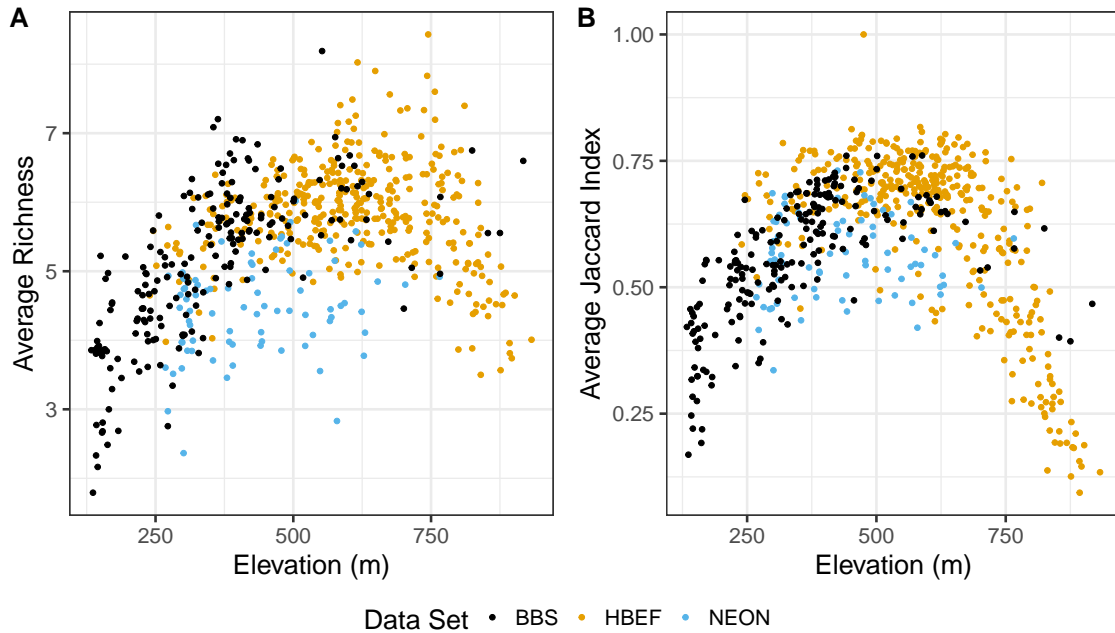 A
Average Richness
7
5
3
250 500 750
Elevation (m)
B
Average Jaccard Index
1.00
0.75
0.50
0.25
250 500 750
Elevation (m)
Data Set BBS HBEF NEON